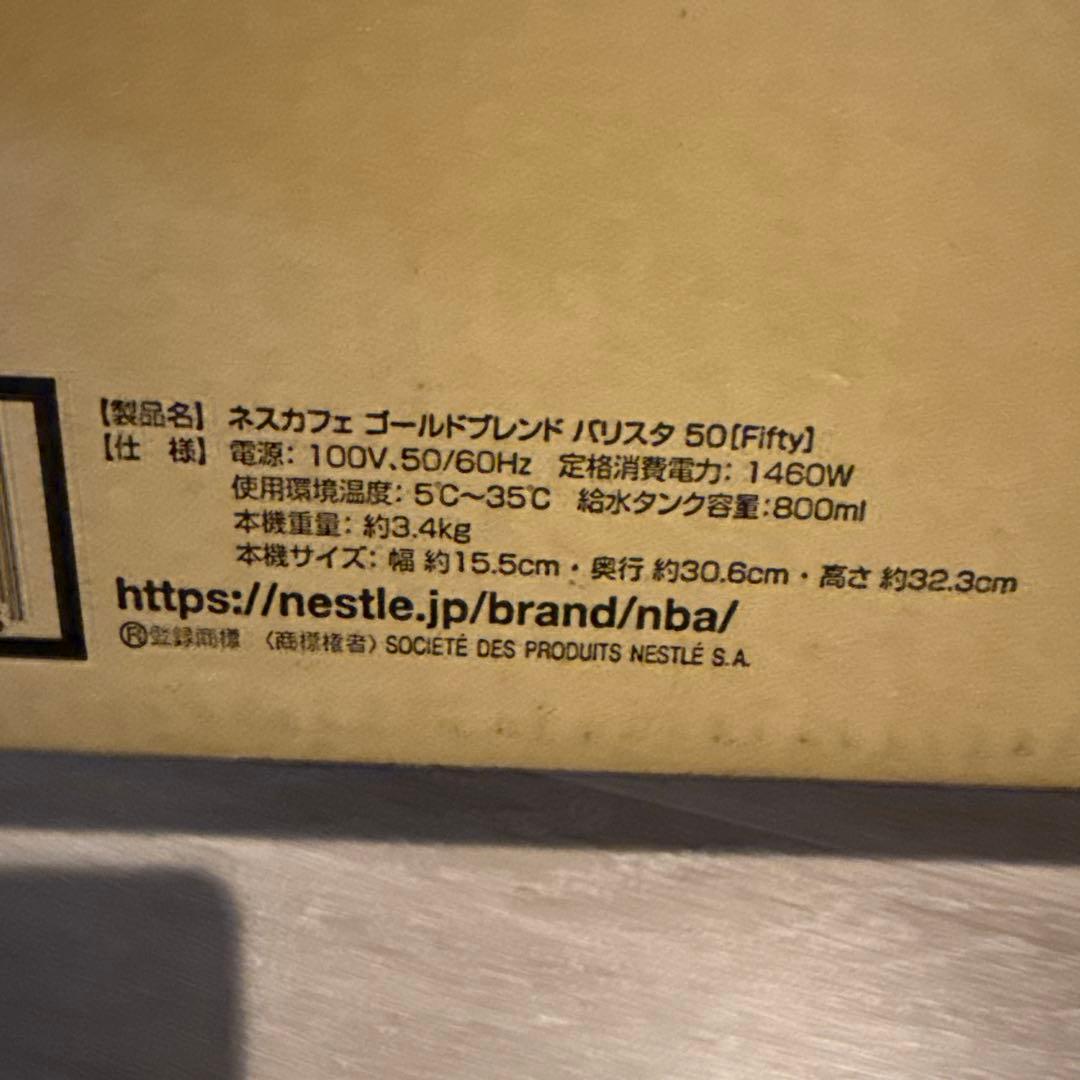 【製品名】 ネスカフェ ゴールドブレンド バリスタ 50[Fifty]
【仕 様】 電源: 100V、50/60Hz 定格消費電力: 1460W
使用環境温度: 5℃〜35℃ 給水タンク容量:800ml
本機重量: 約3.4kg
本機サイズ: 幅 約15.5cm・奥行 約30.6cm・高さ 約32.3cm
https://nestle.jp/brand/nba/
®登録商標 〈商標権者〉 SOCIÉTÉ DES PRODUITS NESTLÉ S.A.